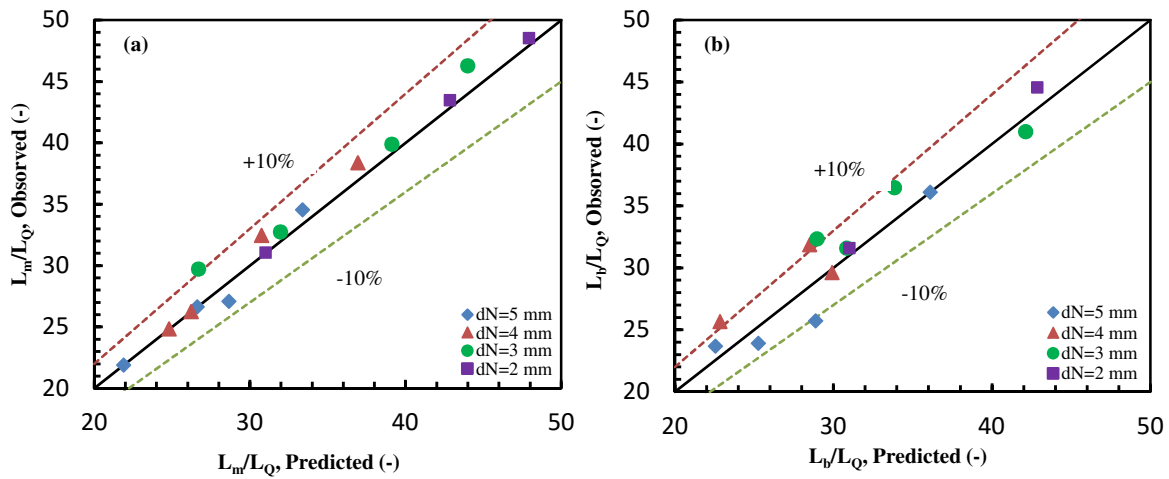 (a)
50
45
40
35
30
25
20
20
30
40
50
+10%
-10%
dN=5 mm
dN=4 mm
dN=3 mm
dN=2 mm
Lm/LQ, Obsorved (-)
Lm/LQ, Predicted (-)
(b)
50
45
40
35
30
25
20
20
30
40
50
+10%
-10%
dN=5 mm
dN=4 mm
dN=3 mm
dN=2 mm
Lb/LQ, Obsorved (-)
Lb/LQ, Predicted (-)